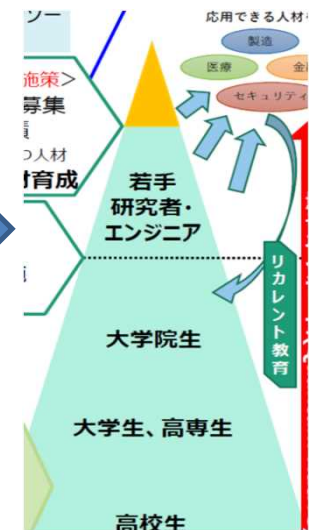 ソー
応用できる人材
製造
医療
金
セキュリティ
施策＞
募集
の人材
材育成
若手
研究者・
エンジニア
リカレント教育
大学院生
大学生、高専生
高校生